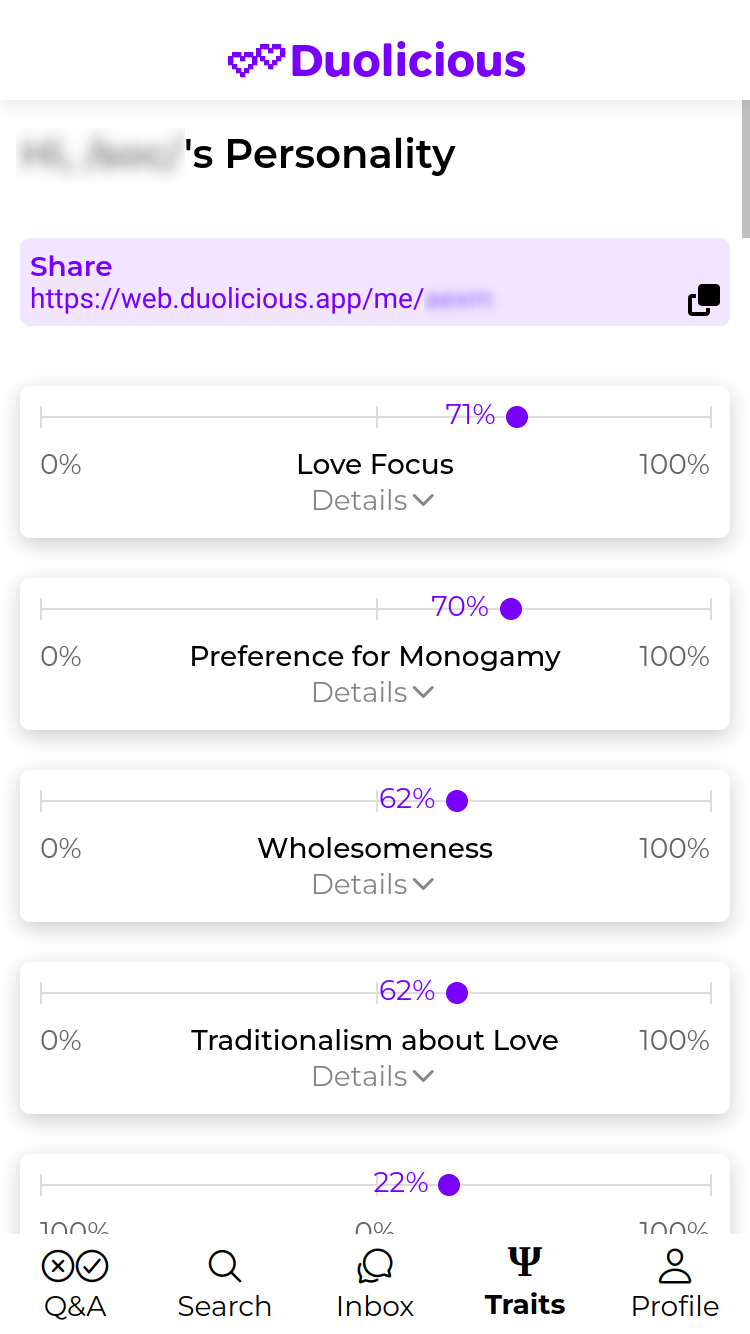 Duolicious
's Personality
Share
https://web.duolicious.app/me/
71%
0% Love Focus 100%
Details
70%
0% Preference for Monogamy 100%
Details
62%
0% Wholesomeness 100%
Details
62%
0% Traditionalism about Love 100%
Details
22%
100% 0% 100%
Ψ
Q&A Search Inbox Traits Profile